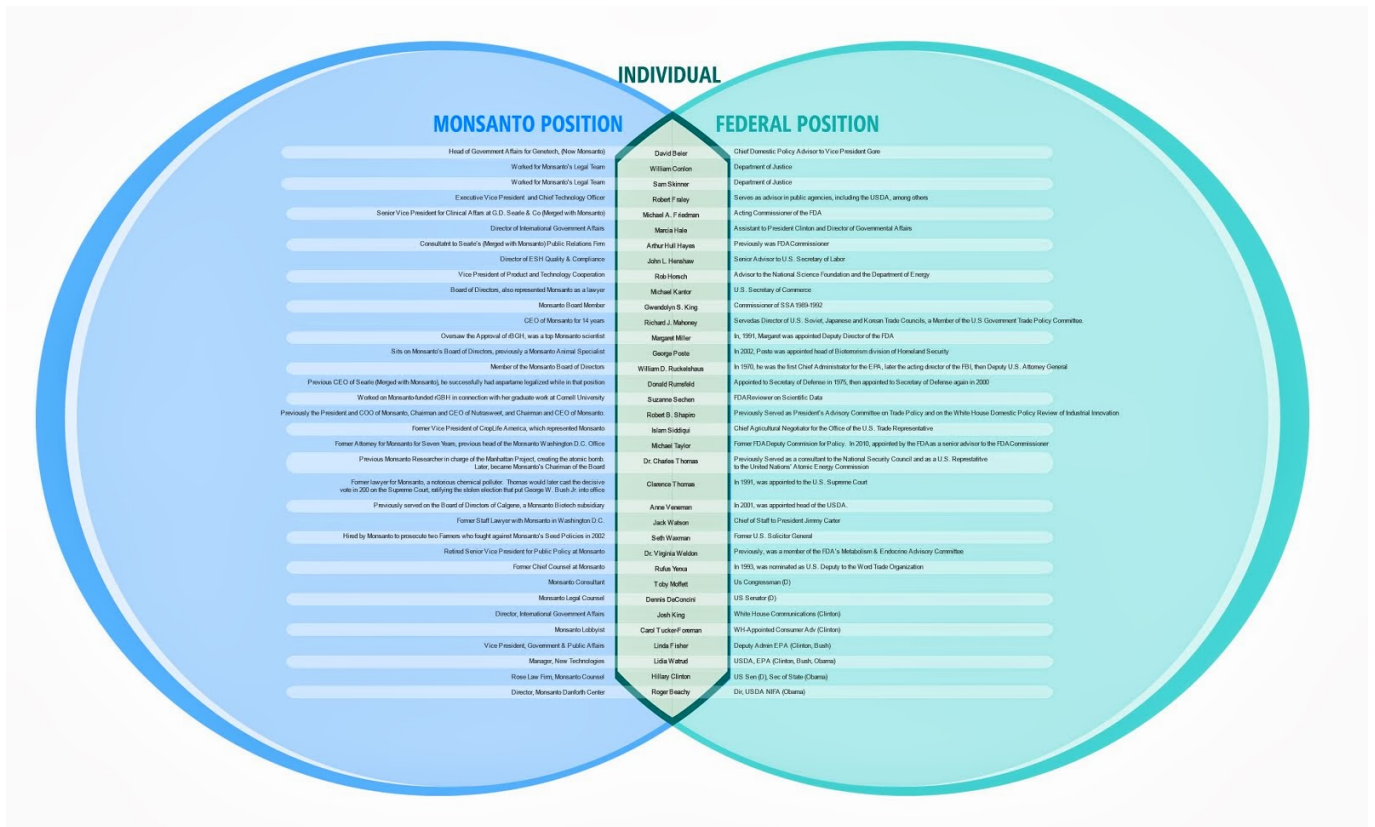 INDIVIDUAL
MONSANTO POSITION FEDERAL POSITION
Head of Government Affairs for Genetech, (Now Monsanto) David Beier Chief Domestic Policy Advisor to Vice President Gore
Worked for Monsanto's Legal Team William Conlon Department of Justice
Worked for Monsanto's Legal Team Sam Skinner Department of Justice
Executive Vice President and Chief Technology Officer Robert Fraley Serves as advisor in public agencies, including the USDA, among others
Senior Vice President for Clinical Affairs at G.D. Searle & Co (Merged with Monsanto) Michael A. Friedman Acting Commissioner of the FDA
Director of International Government Affairs Marcia Hale Assistant to President Clinton and Director of Governmental Affairs
Consultatnt to Searle's (Merged with Monsanto) Public Relations Firm Arthur Hull Hayes Previously was FDA Commissioner
Director of ESH Quality & Compliance John L. Henshaw Senior Advisor to U.S. Secretary of Labor
Vice President of Product and Technology Cooperation Rob Horsch Advisor to the National Science Foundation and the Department of Energy
Board of Directors, also represented Monsanto as a lawyer Michael Kantor U.S. Secretary of Commerce
Monsanto Board Member Gwendolyn S. King Commissioner of SSA 1989-1992
CEO of Monsanto for 14 years Richard J. Mahoney Servedas Director of U.S. Soviet, Japanese and Korean Trade Councils, a Member of the U.S Government Trade Policy Committee.
Oversaw the Approval of rBGH, was a top Monsanto scientist Margaret Miller In, 1991, Margaret was appointed Deputy Director of the FDA
Sits on Monsanto's Board of Directors, previously a Monsanto Animal Specialist George Poste In 2002, Poste was appointed head of Bioterrorism division of Homeland Security
Member of the Monsanto Board of Directors William D. Ruckelshaus In 1970, he was the first Chief Administrator for the EPA, later the acting director of the FBI, then Deputy U.S. Attorney General
Previous CEO of Searle (Merged with Monsanto), he successfully had aspartame legalized while in that position Donald Rumsfeld Appointed to Secretary of Defense in 1975, then appointed to Secretary of Defense again in 2000
Worked on Monsanto-funded rGBH in connection with her graduate work at Cornell University Suzanne Sechen FDA Reviewer on Scientific Data
Previously the President and COO of Monsanto, Chairman and CEO of Nutrasweet, and Chairman and CEO of Monsanto. Robert B. Shapiro Previously Served as President's Advisory Committee on Trade Policy and on the White House Domestic Policy Review of Industrial Innovation
Former Vice President of CropLife America, which represented Monsanto Islam Siddiqui Chief Agricultural Negotiator for the Office of the U.S. Trade Representative
Former Attorney for Monsanto for Seven Years, previous head of the Monsanto Washington D.C. Office Michael Taylor Former FDA Deputy Commision for Policy. In 2010, appointed by the FDA as a senior advisor to the FDA Commissioner
Previous Monsanto Researcher in charge of the Manhattan Project, creating the atomic bomb.
Later, became Monsanto's Chariman of the Board
Dr. Charles Thomas
Previously Served as a consultant to the National Security Council and as a U.S. Representative
to the United Nations' Atomic Energy Commission
Former lawyer for Monsanto, a notorious chemical polluter. Thomas would later cast the decisive
vote in 200 on the Supreme Court, ratifying the stolen election that put George W. Bush Jr. into office
Clarence Thomas
In 1991, was appointed to the U.S. Supreme Court
Previously served on the Board of Directors of Calgene, a Monsanto Biotech subsidiary Anne Veneman In 2001, was appointed head of the USDA.
Former Staff Lawyer with Monsanto in Washington D.C. Jack Watson Chief of Staff to President Jimmy Carter
Hired by Monsanto to prosecute two Farmers who fought against Monsanto's Seed Policies in 2002 Seth Waxman Former U.S. Solicitor General
Retired Senior Vice President for Public Policy at Monsanto Dr. Virginia Weldon Previously, was a member of the FDA's Metabolism & Endocrine Advisory Committee
Former Chief Counsel at Monsanto Rufus Yerxa In 1993, was nominated as U.S. Deputy to the Word Trade Organization
Monsanto Consultant Toby Moffett Us Congressman (D)
Monsanto Legal Counsel Dennis DeConcini US Senator (D)
Director, International Government Affairs Josh King White House Communications (Clinton)
Monsanto Lobbyist Carol Tucker-Foreman WH-Appointed Consumer Adv (Clinton)
Vice President, Government & Public Affairs Linda Fisher Deputy Admin EPA (Clinton, Bush)
Manager, New Technologies Lidia Watrud USDA, EPA (Clinton, Bush, Obama)
Rose Law Firm, Monsanto Counsel Hillary Clinton US Sen (D), Sec of State (Obama)
Director, Monsanto Danforth Center Roger Beachy Dir, USDA NIFA (Obama)